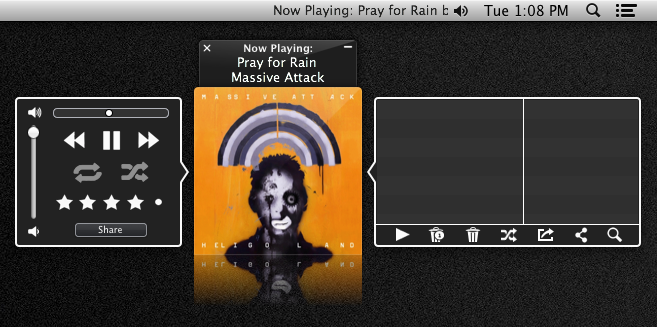 Now Playing: Pray for Rain b
Tue 1:08 PM
Now Playing:
Pray for Rain
Massive Attack
MASSIVE ATTACK
HELIGOLAND
HELIGOLAND
Share